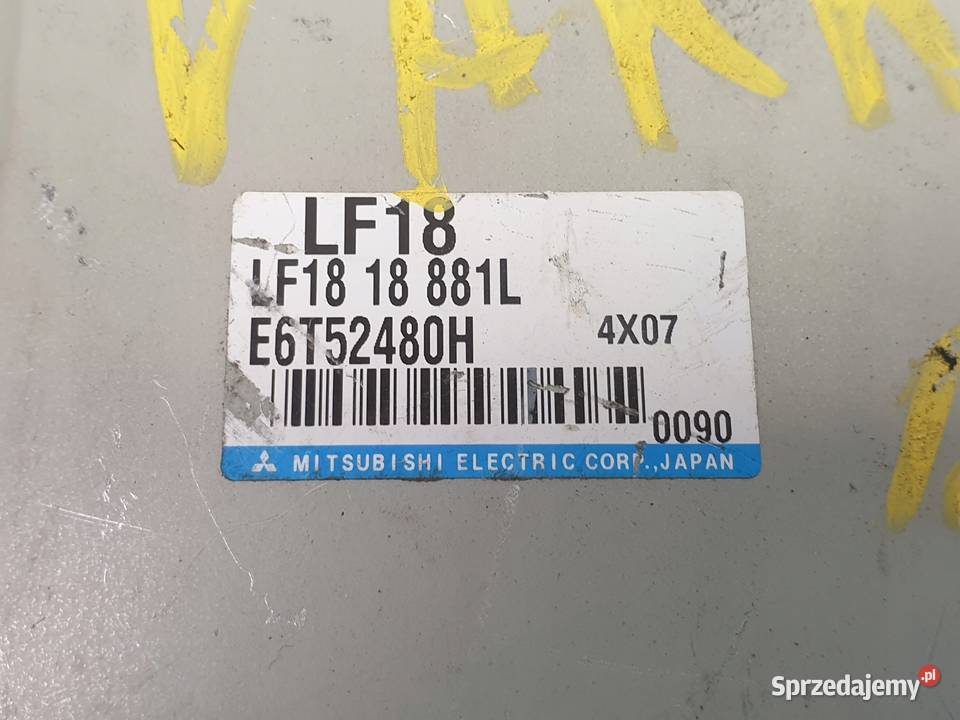 LF18
LF18 18 881L
E6T52480H 4X07
0090
MITSUBISHI ELECTRIC CORP.,JAPAN
Sprzedajemy.pl